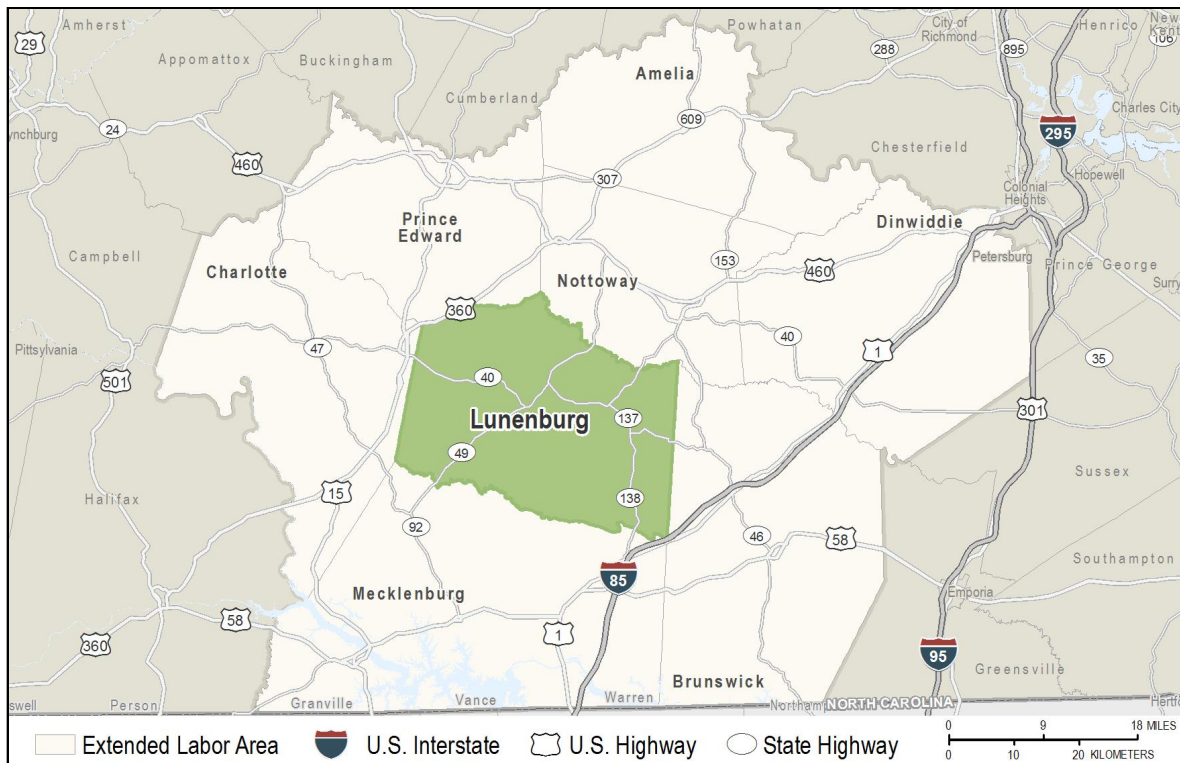 Amherst
Powhatan
City of
Richmond
Henrico
New
Kent
29
288
895
106
Appomattox
Buckingham
Amelia
Cumberland
Charles City
609
295
24
Chesterfield
460
Hopewell
307
Colonial
Heights
Prince
Edward
Dinwiddie
Campbell
Charlotte
153
460
Petersburg
Prince George
Nottoway
Surry
360
47
40
1
35
Pittsylvania
501
40
Lunenburg
137
301
49
Sussex
15
138
Halifax
92
46
58
Southampton
85
Mecklenburg
Emporia
58
1
360
95
Greensville
Brunswick
Person
Granville
Vance
Warren
NORTH CAROLINA
0 9 18 MILES
Extended Labor Area
U.S. Interstate
U.S. Highway
State Highway
0 10 20 KILOMETERS